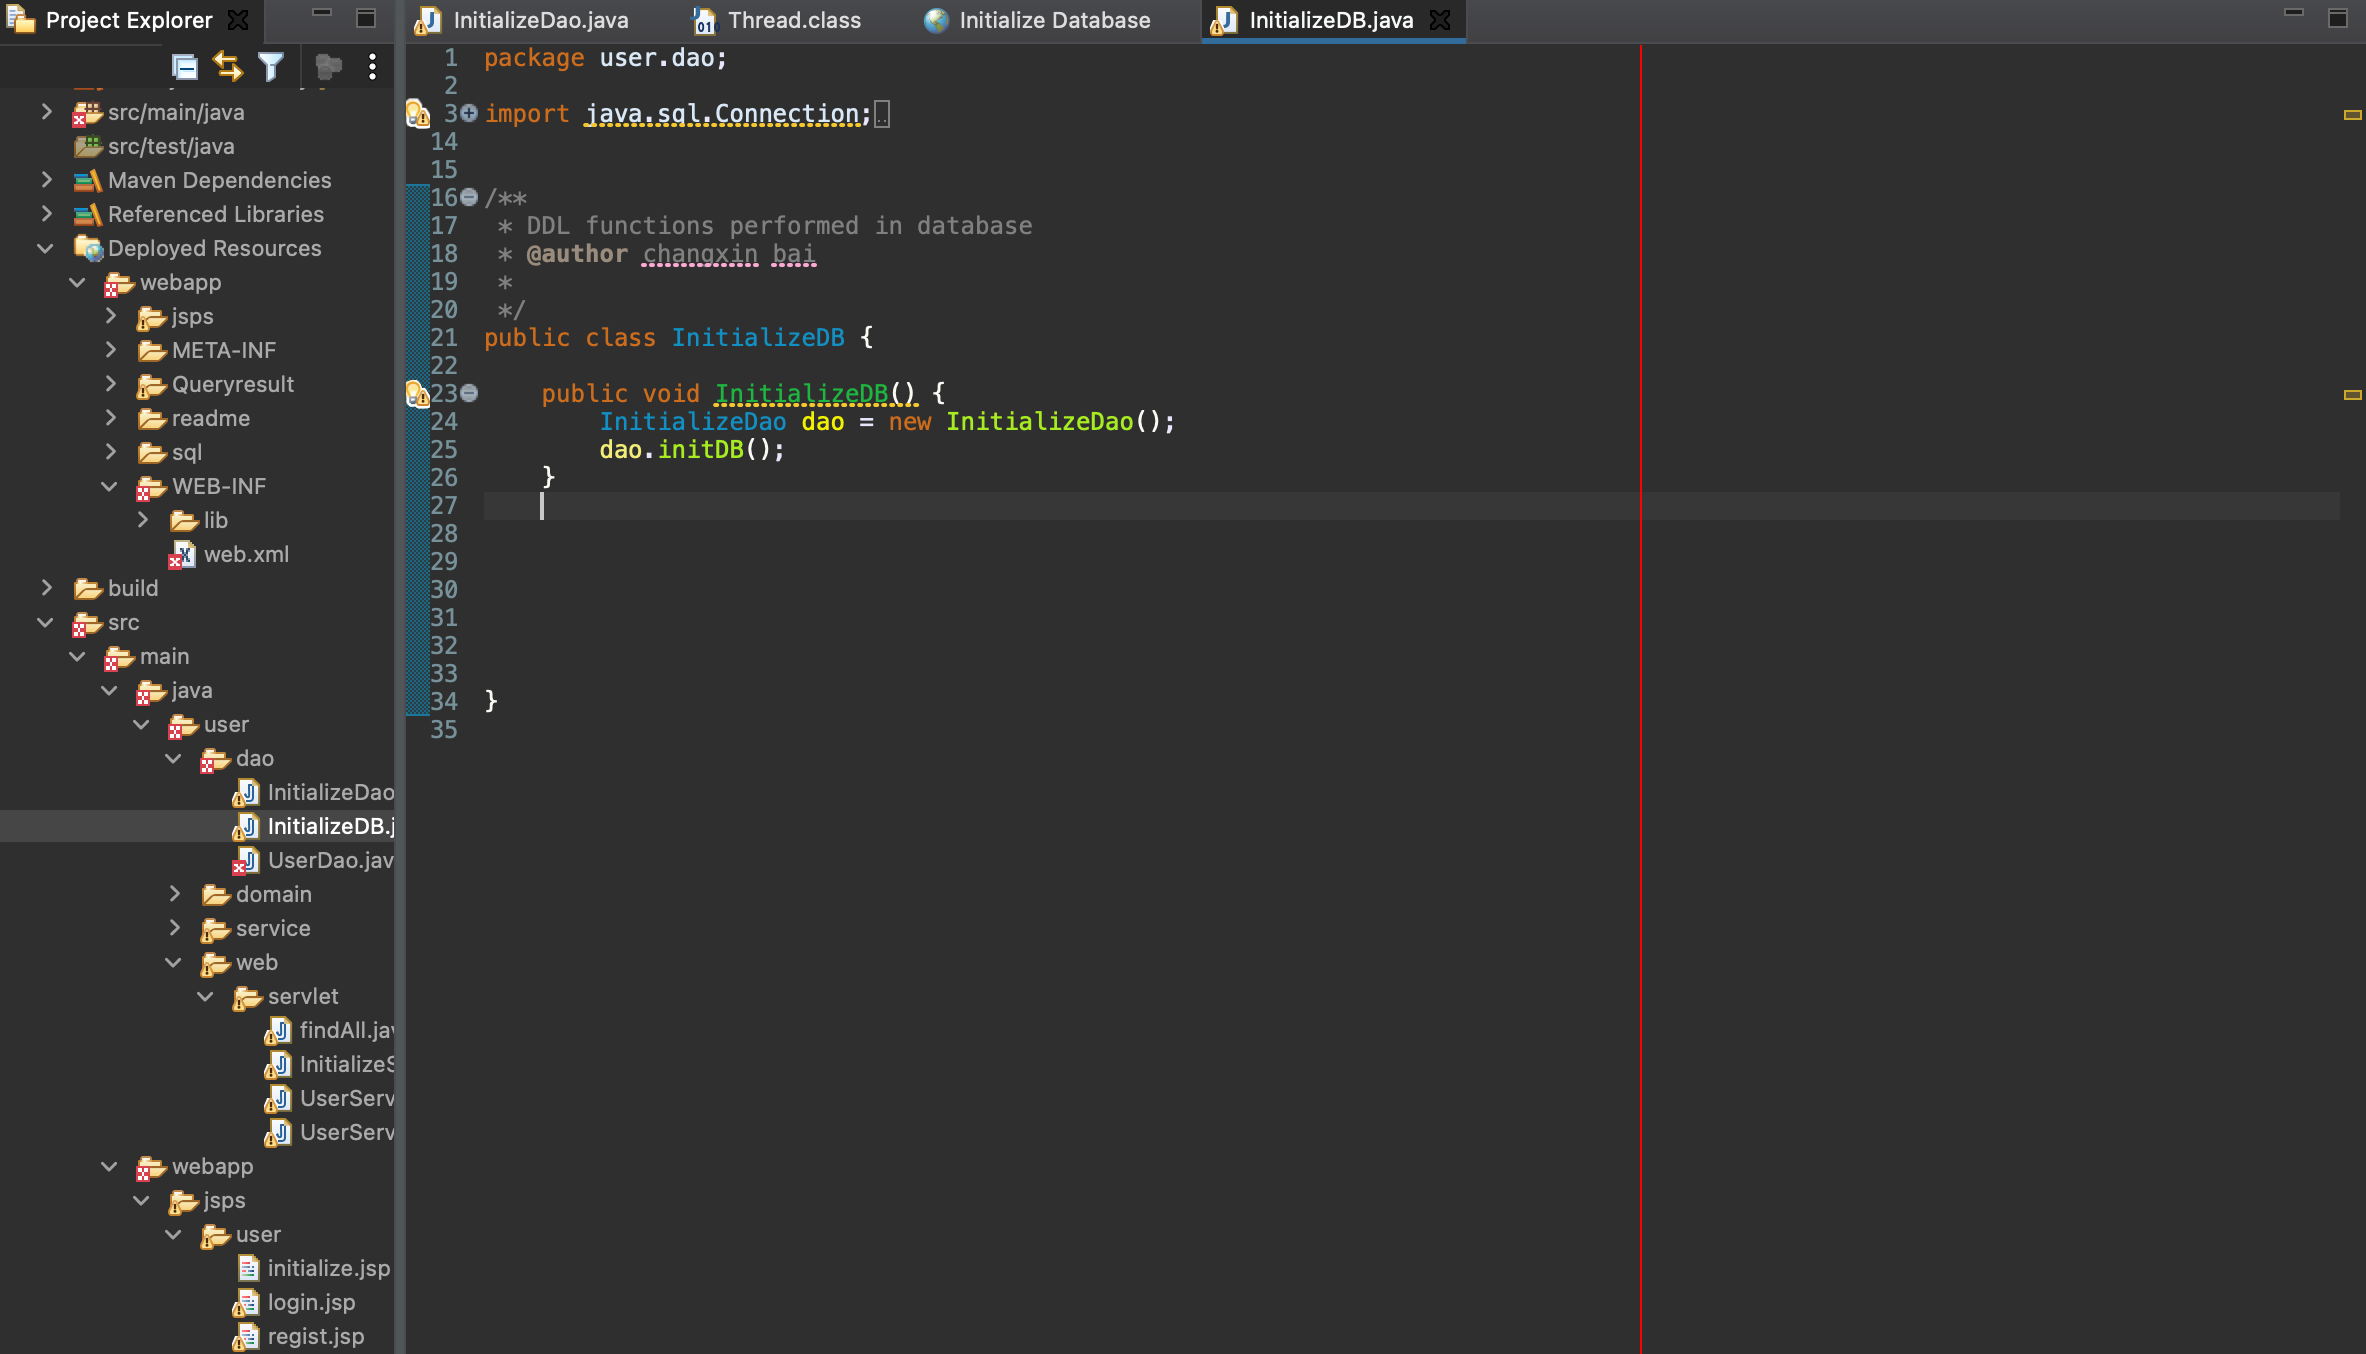 Project Explorer
src/main/java
src/test/java
Maven Dependencies
Referenced Libraries
Deployed Resources
webapp
jsps
META-INF
Queryresult
readme
sql
WEB-INF
lib
web.xml
build
src
main
java
user
dao
InitializeDao
InitializeDB.j
UserDao.jav
domain
service
web
servlet
findAll.jav
InitializeS
UserServ
UserServ
webapp
jsps
user
initialize.jsp
login.jsp
regist.jsp
InitializeDao.java
Thread.class
Initialize Database
InitializeDB.java
1 package user.dao;
2
3 import java.sql.Connection;
14
15
16 /**
17 * DDL functions performed in database
18 * @author changxin bai
19 *
20 */
21 public class InitializeDB {
22
23 public void InitializeDB() {
24 InitializeDao dao = new InitializeDao();
25 dao.initDB();
26 }
27
28
29
30
31
32
33
34 }
35